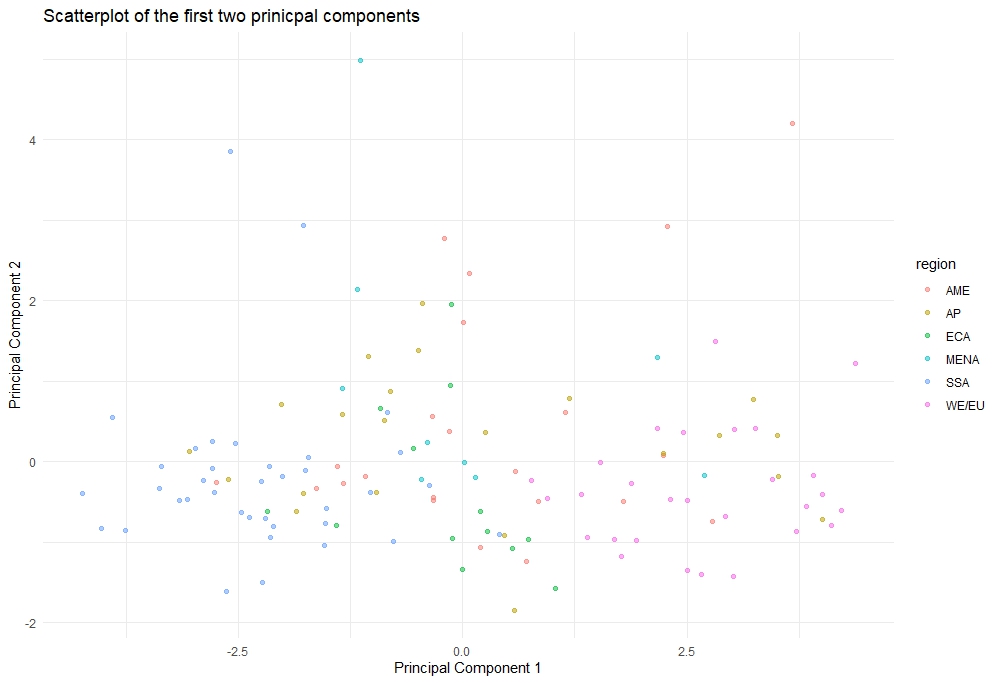 Scatterplot of the first two prinicpal components
Principal Component 2
4
2
0
-2
-2.5
0.0
2.5
Principal Component 1
region
AME
AP
ECA
MENA
SSA
WE/EU